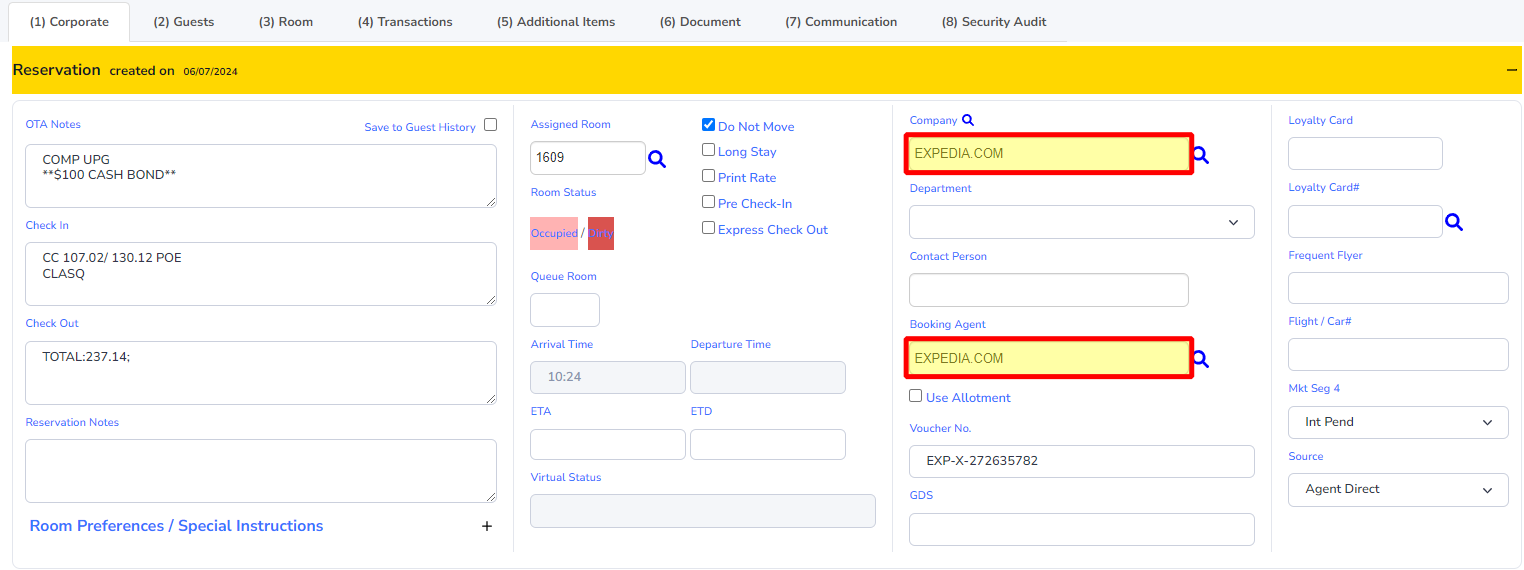 (1) Corporate
(2) Guests
(3) Room
(4) Transactions
(5) Additional Items
(6) Document
(7) Communication
(8) Security Audit
Reservation created on 06/07/2024
OTA Notes
Save to Guest History
COMP UPG
**$100 CASH BOND**
Check In
CC 107.02/ 130.12 POE
CLASQ
Check Out
TOTAL:237.14;
Reservation Notes
Room Preferences / Special Instructions
Assigned Room
1609
Room Status
Occupied / Dirty
Queue Room
Arrival Time
Departure Time
10:24
ETA
ETD
Virtual Status
Do Not Move
Long Stay
Print Rate
Pre Check-In
Express Check Out
Company
EXPEDIA.COM
Department
Contact Person
Booking Agent
EXPEDIA.COM
Use Allotment
Voucher No.
EXP-X-272635782
GDS
Loyalty Card
Loyalty Card#
Frequent Flyer
Flight / Car#
Mkt Seg 4
Int Pend
Source
Agent Direct